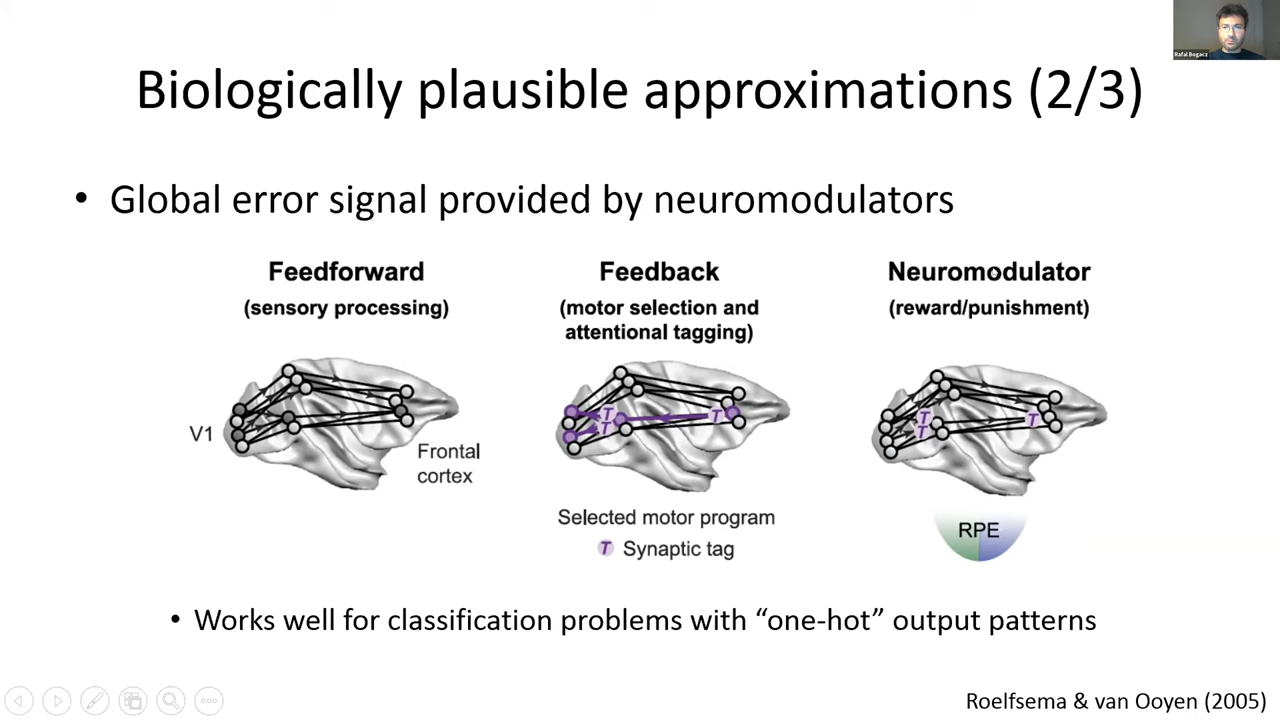 Rafal Bogacz
Biologically plausible approximations (2/3)
• Global error signal provided by neuromodulators
Feedforward
(sensory processing)
V1
Frontal
cortex
Feedback
(motor selection and
attentional tagging)
T
T
T
Selected motor program
T Synaptic tag
Neuromodulator
(reward/punishment)
T
T
T
RPE
• Works well for classification problems with “one-hot” output patterns
Roelfsema & van Ooyen (2005)